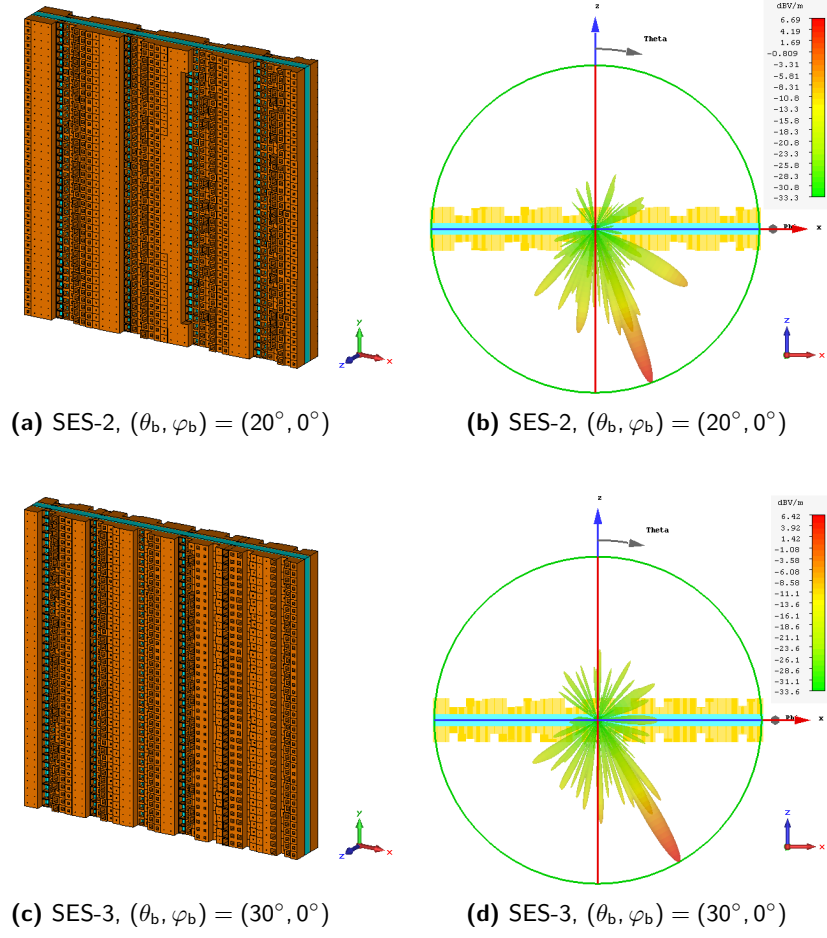 dBV/m
z
6.69
4.19
1.69
-0.809
-3.31
-5.81
-8.31
-10.8
-13.3
-15.8
-18.3
-20.8
-23.3
-25.8
-28.3
-30.8
-33.3
Theta
x
y
x
z
z
x
(a) SES-2, (θb, φb) = (20°, 0°)
(b) SES-2, (θb, φb) = (20°, 0°)
dBV/m
z
6.42
3.92
1.42
-1.08
-3.58
-6.08
-8.58
-11.1
-13.6
-16.1
-18.6
-21.1
-23.6
-26.1
-28.6
-31.1
-33.6
Theta
x
y
x
z
z
x
(c) SES-3, (θb, φb) = (30°, 0°)
(d) SES-3, (θb, φb) = (30°, 0°)